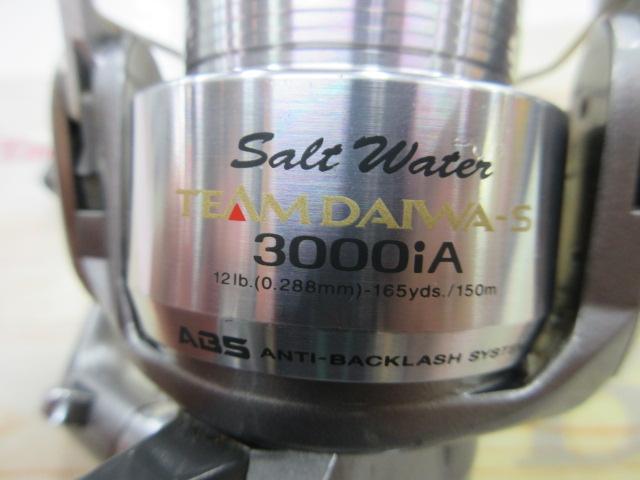 Salt Water
TEAM DAIWA-S
3000iA
12lb.(0.288mm)-165yds./150m
ABS ANTI-BACKLASH SYSTEM